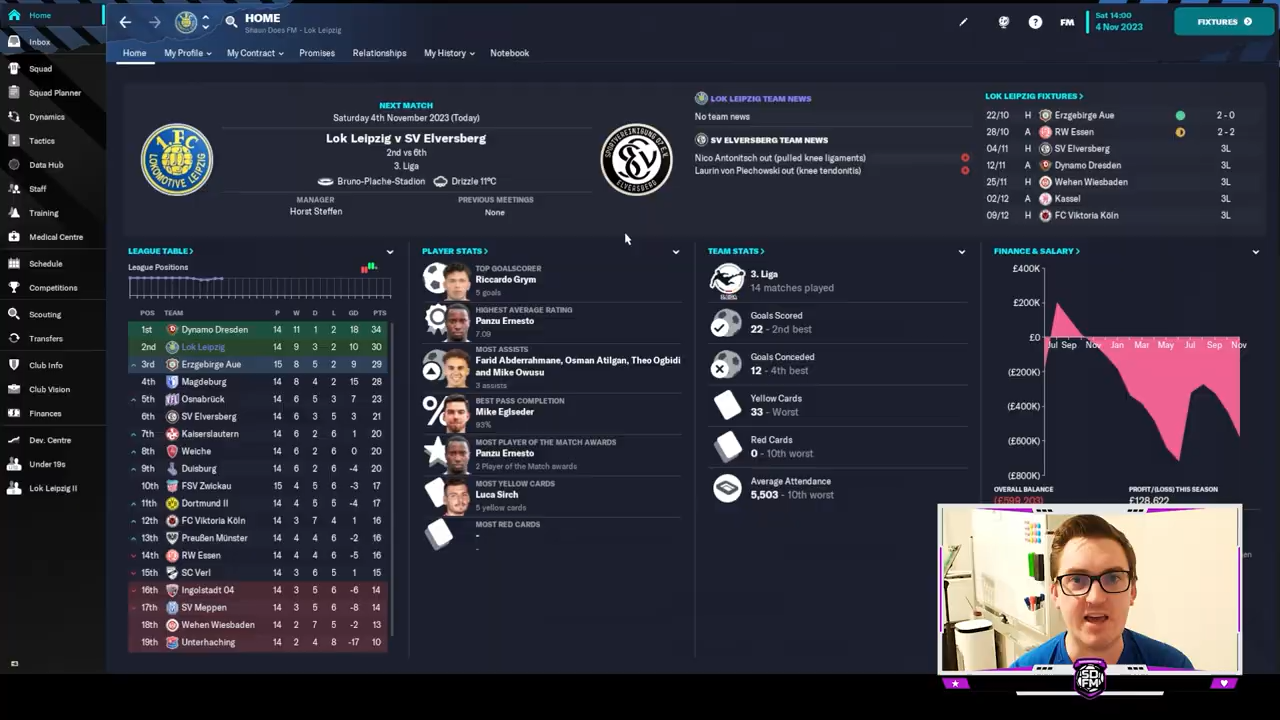 Home
HOME
Shaun Does FM - Lok Leipzig
FM
Sat 14:00
4 Nov 2023
FIXTURES
Inbox
Squad
Squad Planner
Dynamics
Tactics
Data Hub
Staff
Training
Medical Centre
Schedule
Competitions
Scouting
Transfers
Club Info
Club Vision
Finances
Dev. Centre
Under 19s
Lok Leipzig II
Home My Profile My Contract Promises Relationships My History Notebook
NEXT MATCH
Saturday 4th November 2023 (Today)
Lok Leipzig v SV Elversberg
2nd vs 6th
3. Liga
Bruno-Plache-Stadion Drizzle 11ºC
MANAGER
Horst Steffen
PREVIOUS MEETINGS
None
LOK LEIPZIG TEAM NEWS
No team news
SV ELVERSBERG TEAM NEWS
Nico Antonitsch out (pulled knee ligaments)
Laurin von Piechowski out (knee tendonitis)
LOK LEIPZIG FIXTURES >
22/10 H Erzgebirge Aue 2 - 0
28/10 A RW Essen 2 - 2
04/11 H SV Elversberg 3L
12/11 A Dynamo Dresden 3L
25/11 H Wehen Wiesbaden 3L
02/12 A Kassel 3L
09/12 H FC Viktoria Köln 3L
LEAGUE TABLE >
League Positions
POS TEAM P W D L GD PTS
1st Dynamo Dresden 14 11 1 2 18 34
2nd Lok Leipzig 14 9 3 2 10 30
3rd Erzgebirge Aue 15 8 5 2 9 29
4th Magdeburg 14 8 4 2 15 28
5th Osnabrück 14 6 5 3 7 23
6th SV Elversberg 14 6 3 5 3 21
7th Kaiserslautern 14 6 2 6 1 20
8th Weiche 14 6 2 6 0 20
9th Duisburg 14 6 2 6 -4 20
10th FSV Zwickau 15 4 5 6 -3 17
11th Dortmund II 14 4 5 5 -4 17
12th FC Viktoria Köln 14 3 7 4 1 16
13th Preußen Münster 14 4 4 6 -2 16
14th RW Essen 14 4 4 6 -5 16
15th SC Verl 14 3 6 5 1 15
16th Ingolstadt 04 14 3 5 6 -6 14
17th SV Meppen 14 3 5 6 -8 14
18th Wehen Wiesbaden 14 2 7 5 -2 13
19th Unterhaching 14 2 4 8 -17 10
PLAYER STATS >
TOP GOALSCORER
Riccardo Grym
5 goals
HIGHEST AVERAGE RATING
Panzu Ernesto
7.09
MOST ASSISTS
Farid Abderrahmane, Osman Atilgan, Theo Ogbidi
and Mike Owusu
3 assists
BEST PASS COMPLETION
Mike Eglseder
93%
MOST PLAYER OF THE MATCH AWARDS
Panzu Ernesto
2 Player of the Match awards
MOST YELLOW CARDS
Luca Sirch
5 yellow cards
MOST RED CARDS
-
-
TEAM STATS >
3. Liga
14 matches played
Goals Scored
22 - 2nd best
Goals Conceded
12 - 4th best
Yellow Cards
33 - Worst
Red Cards
0 - 10th worst
Average Attendance
5,503 - 10th worst
FINANCE & SALARY >
£400K
£200K
£0
(£200K)
(£400K)
(£600K)
(£800K)
Jul Sep Nov Jan Mar May Jul Sep Nov
OVERALL BALANCE
(£599,203)
PROFIT/(LOSS) THIS SEASON
£128,622
SD
FM